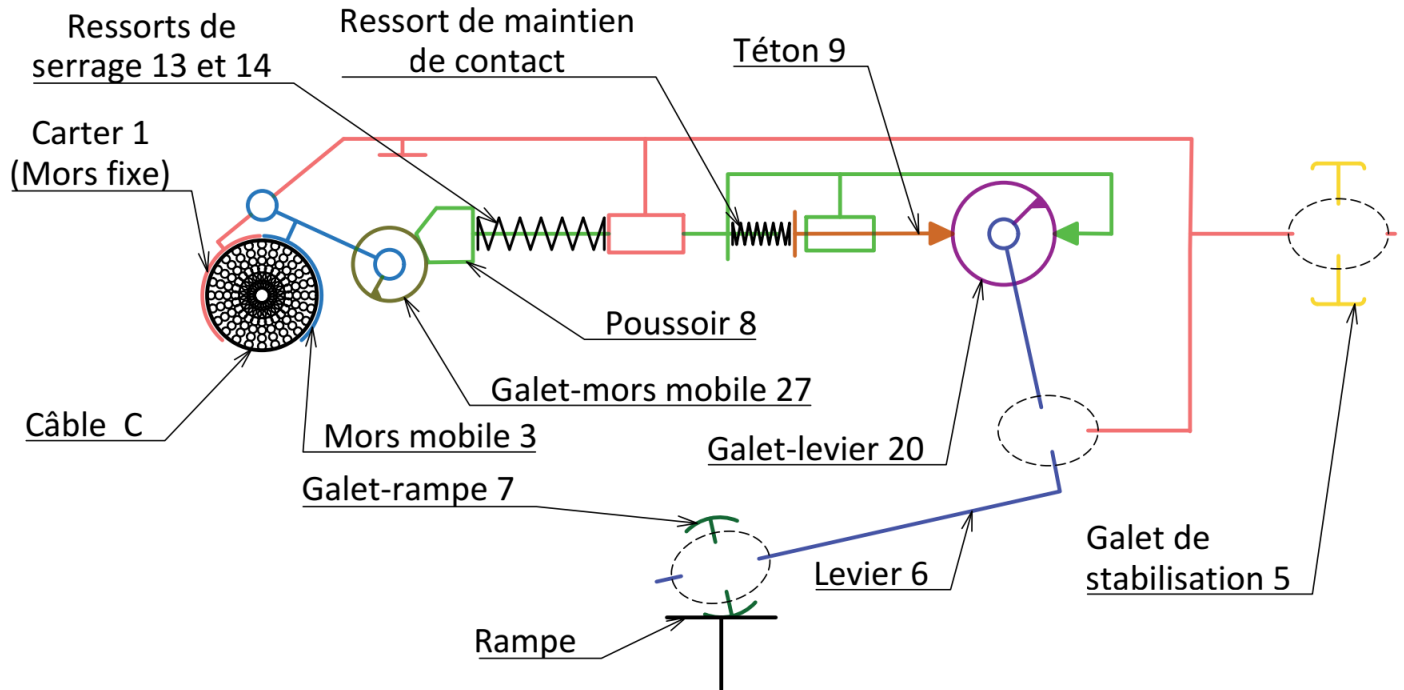 Ressorts de
serrage 13 et 14
Ressort de maintien
de contact
Téton 9
Carter 1
(Mors fixe)
Poussoir 8
Galet-mors mobile 27
Câble C
Mors mobile 3
Galet-levier 20
Galet-rampe 7
Levier 6
Galet de
stabilisation 5
Rampe